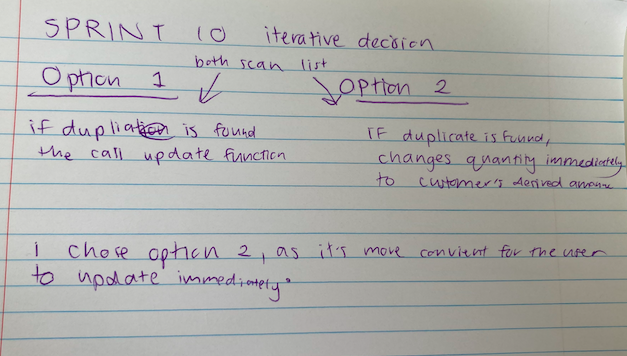 SPRINT 10 iterative decision
both scan list
Option 1
Option 2
if duplia is found
the call update function
IF duplicate is found,
changes quantity immediately
to customer's desired
I chose option 2, as it's more convient for the user
to update immediately.